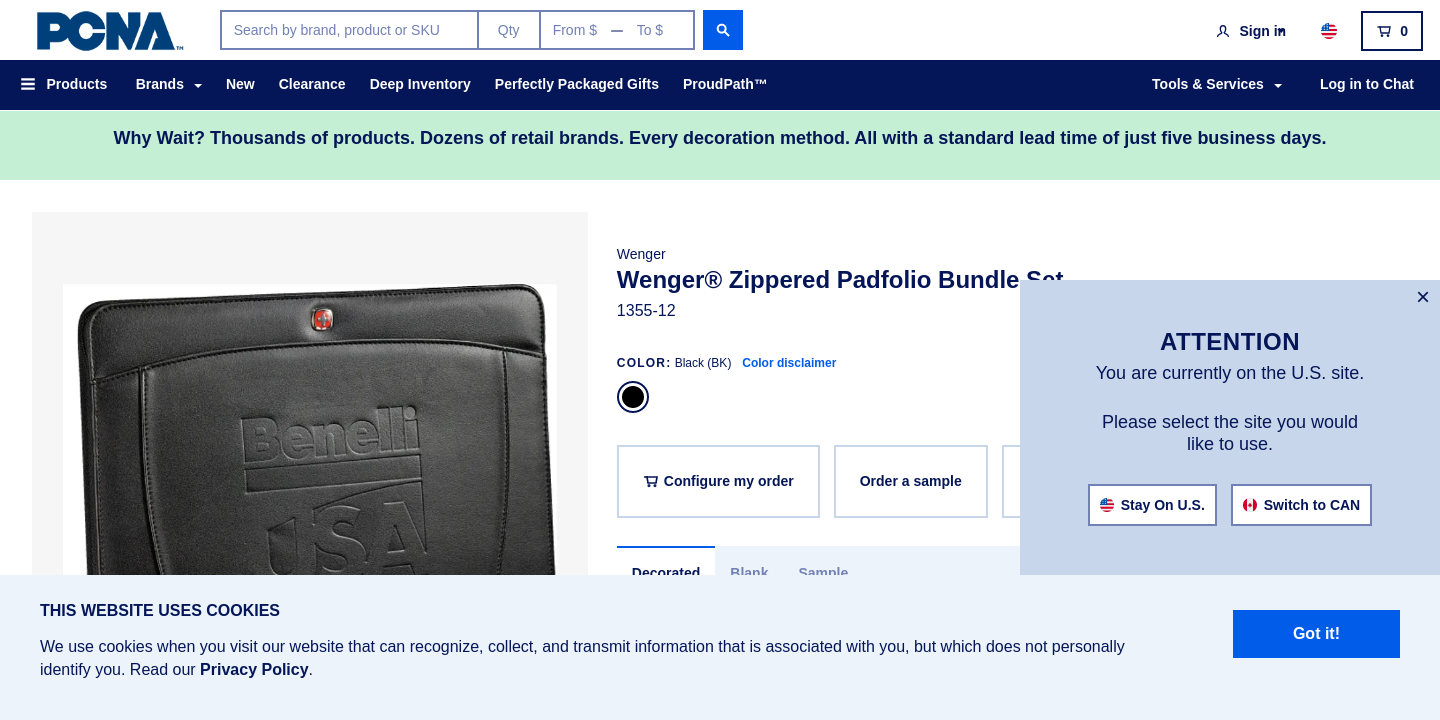 PCNA™
Search by brand, product or SKU
Qty
From $ — To $
Sign in
0
Products
Brands
New
Clearance
Deep Inventory
Perfectly Packaged Gifts
ProudPath™
Tools & Services
Log in to Chat
Why Wait? Thousands of products. Dozens of retail brands. Every decoration method. All with a standard lead time of just five business days.
Benelli
USA
Wenger
Wenger® Zippered Padfolio Bundle Set
1355-12
COLOR: Black (BK) Color disclaimer
Configure my order
Order a sample
Decorated
Blank
Sample
×
ATTENTION
You are currently on the U.S. site.
Please select the site you would
like to use.
Stay On U.S.
Switch to CAN
THIS WEBSITE USES COOKIES
We use cookies when you visit our website that can recognize, collect, and transmit information that is associated with you, but which does not personally
identify you. Read our Privacy Policy.
Got it!